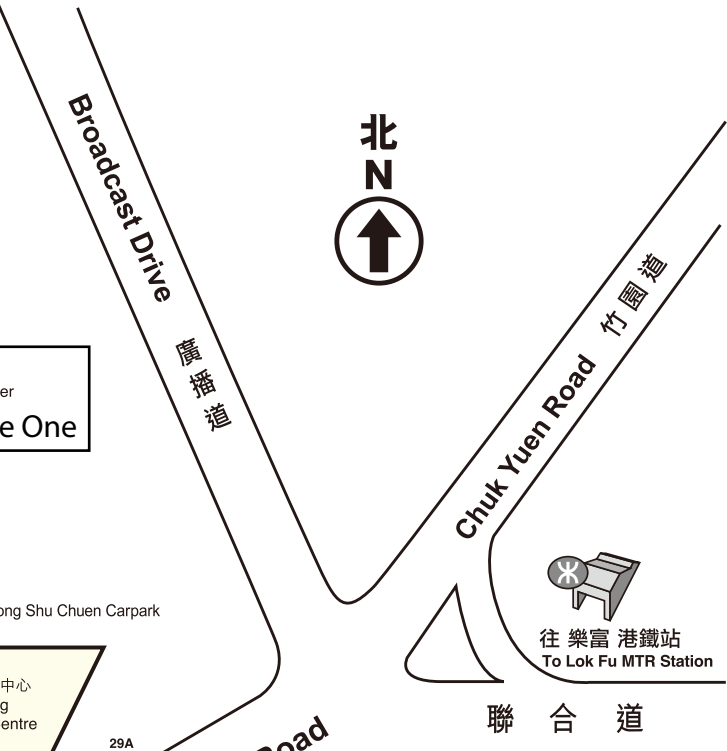 北
N
Broadcast Drive 廣播道
Chuk Yuen Road 竹園道
er
e One
ong Shu Chuen Carpark
中心
g
entre
29A
Road
往 樂富 港鐵站
To Lok Fu MTR Station
聯 合 道